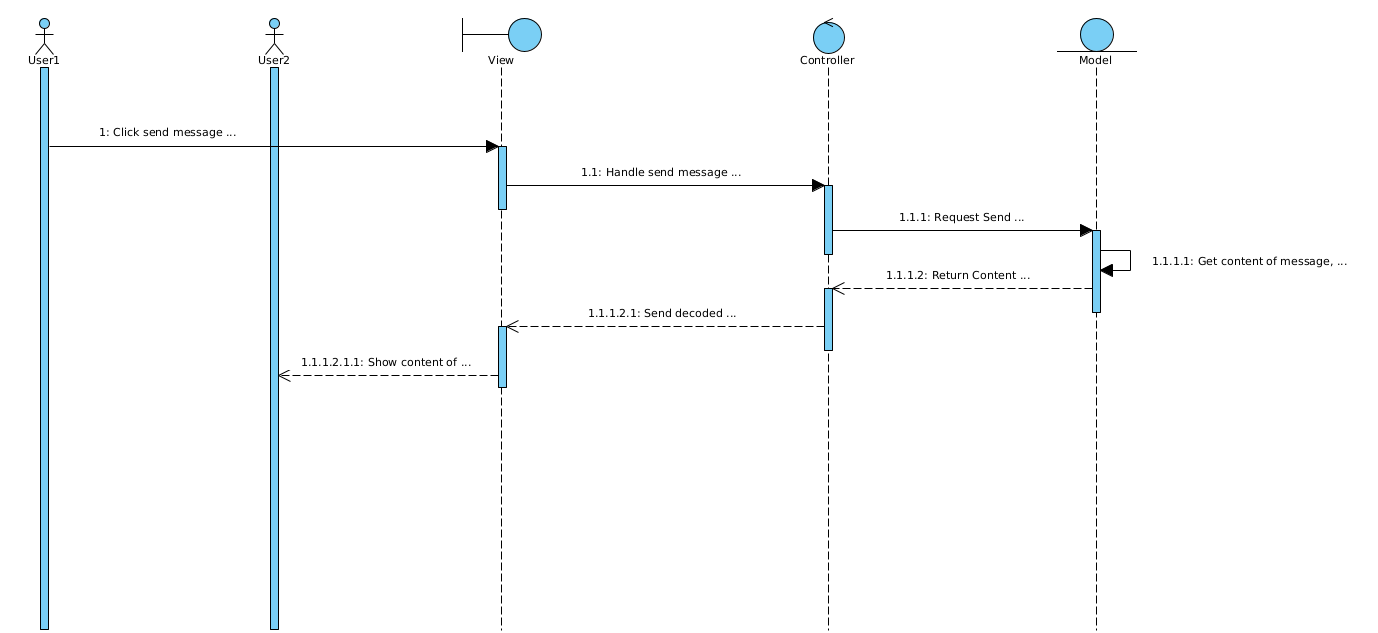 User1
User2
View
Controller
Model
1: Click send message ...
1.1: Handle send message ...
1.1.1: Request Send ...
1.1.1.1: Get content of message, ...
1.1.1.2: Return Content ...
1.1.1.2.1: Send decoded ...
1.1.1.2.1.1: Show content of ...